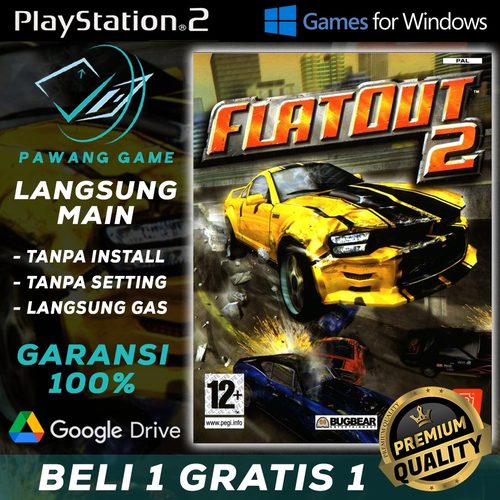 PlayStation.2
Games for Windows
PAL
FLATOUT
2
PAWANG GAME
LANGSUNG
MAIN
- TANPA INSTALL
- TANPA SETTING
- LANGSUNG GAS
GARANSI
100%
Google Drive
12+
www.pegi.info
BUGBEAR
PREMIUM
QUALITY
BELI 1 GRATIS 1